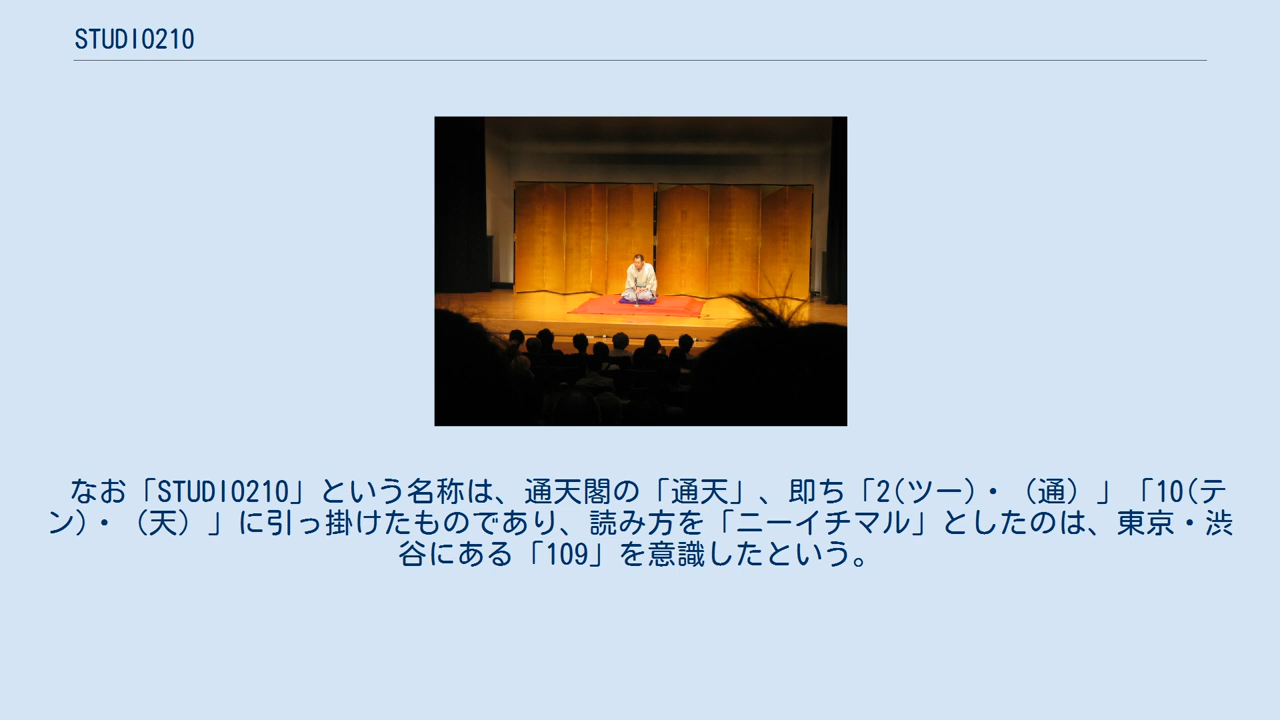 STUDIO210
なお「STUDIO210」という名称は、通天閣の「通天」、即ち「2(ツー)・（通）」「10(テ
ン)・（天）」に引っ掛けたものであり、読み方を「ニーイチマル」としたのは、東京・渋
谷にある「109」を意識したという。